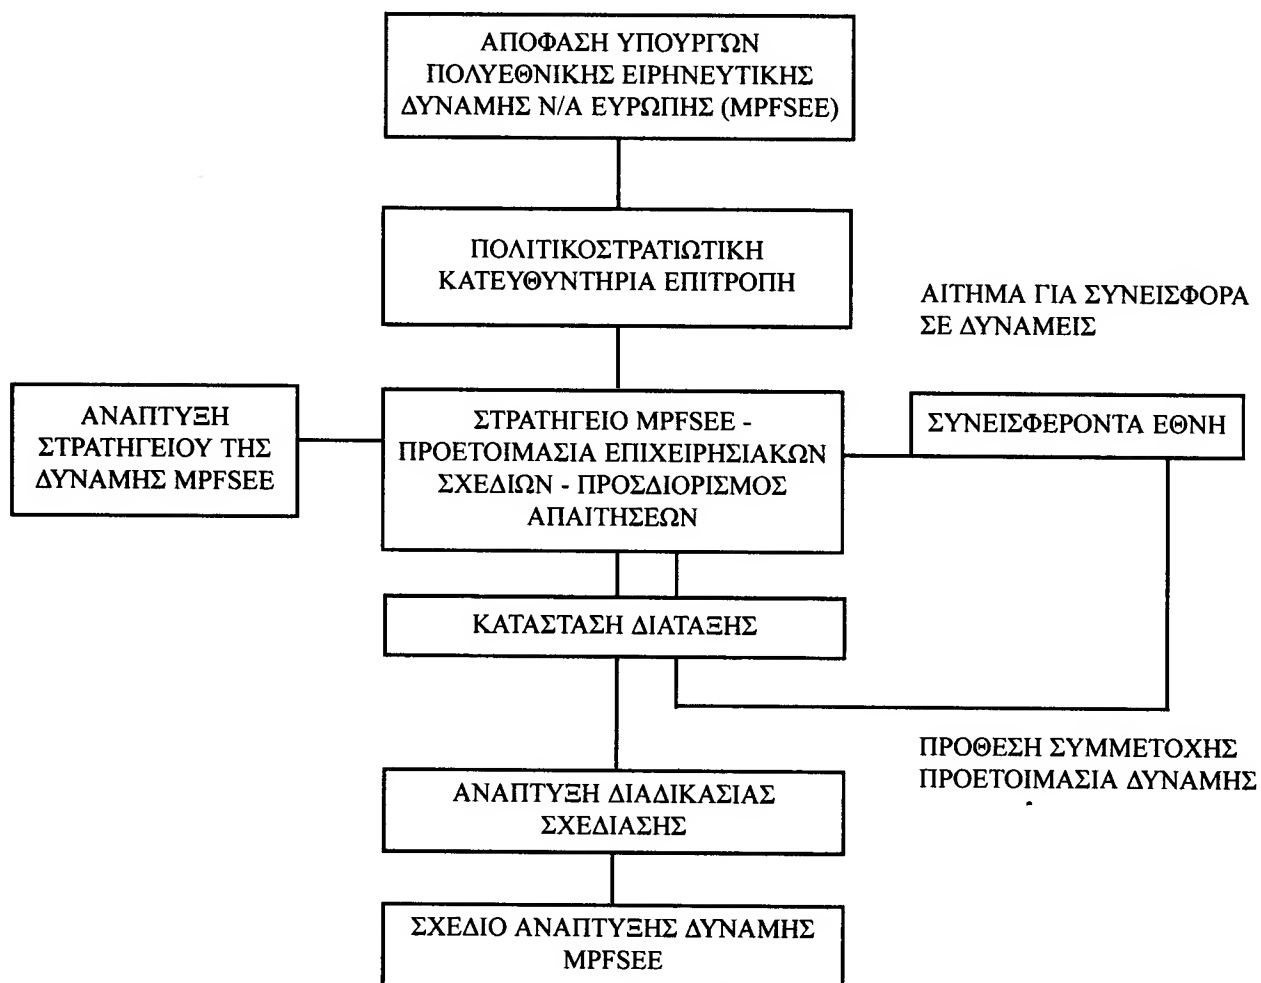 ΑΠΟΦΑΣΗ ΥΠΟΥΡΓΩΝ
ΠΟΛΥΕΘΝΙΚΗΣ ΕΙΡΗΝΕΥΤΙΚΗΣ
ΔΥΝΑΜΗΣ Ν/Α ΕΥΡΩΠΗΣ (MPFSEE)
ΠΟΛΙΤΙΚΟΣΤΡΑΤΙΩΤΙΚΗ
ΚΑΤΕΥΘΥΝΤΗΡΙΑ ΕΠΙΤΡΟΠΗ
ΑΙΤΗΜΑ ΓΙΑ ΣΥΝΕΙΣΦΟΡΑ
ΣΕ ΔΥΝΑΜΕΙΣ
ΑΝΑΠΤΥΞΗ
ΣΤΡΑΤΗΓΕΙΟΥ ΤΗΣ
ΔΥΝΑΜΗΣ MPFSEE
ΣΤΡΑΤΗΓΕΙΟ MPFSEE -
ΠΡΟΕΤΟΙΜΑΣΙΑ ΕΠΙΧΕΙΡΗΣΙΑΚΩΝ
ΣΧΕΔΙΩΝ - ΠΡΟΣΔΙΟΡΙΣΜΟΣ
ΑΠΑΙΤΗΣΕΩΝ
ΣΥΝΕΙΣΦΕΡΟΝΤΑ ΕΘΝΗ
ΚΑΤΑΣΤΑΣΗ ΔΙΑΤΑΞΗΣ
ΠΡΟΘΕΣΗ ΣΥΜΜΕΤΟΧΗΣ
ΠΡΟΕΤΟΙΜΑΣΙΑ ΔΥΝΑΜΗΣ
ΑΝΑΠΤΥΞΗ ΔΙΑΔΙΚΑΣΙΑΣ
ΣΧΕΔΙΑΣΗΣ
ΣΧΕΔΙΟ ΑΝΑΠΤΥΞΗΣ ΔΥΝΑΜΗΣ
MPFSEE